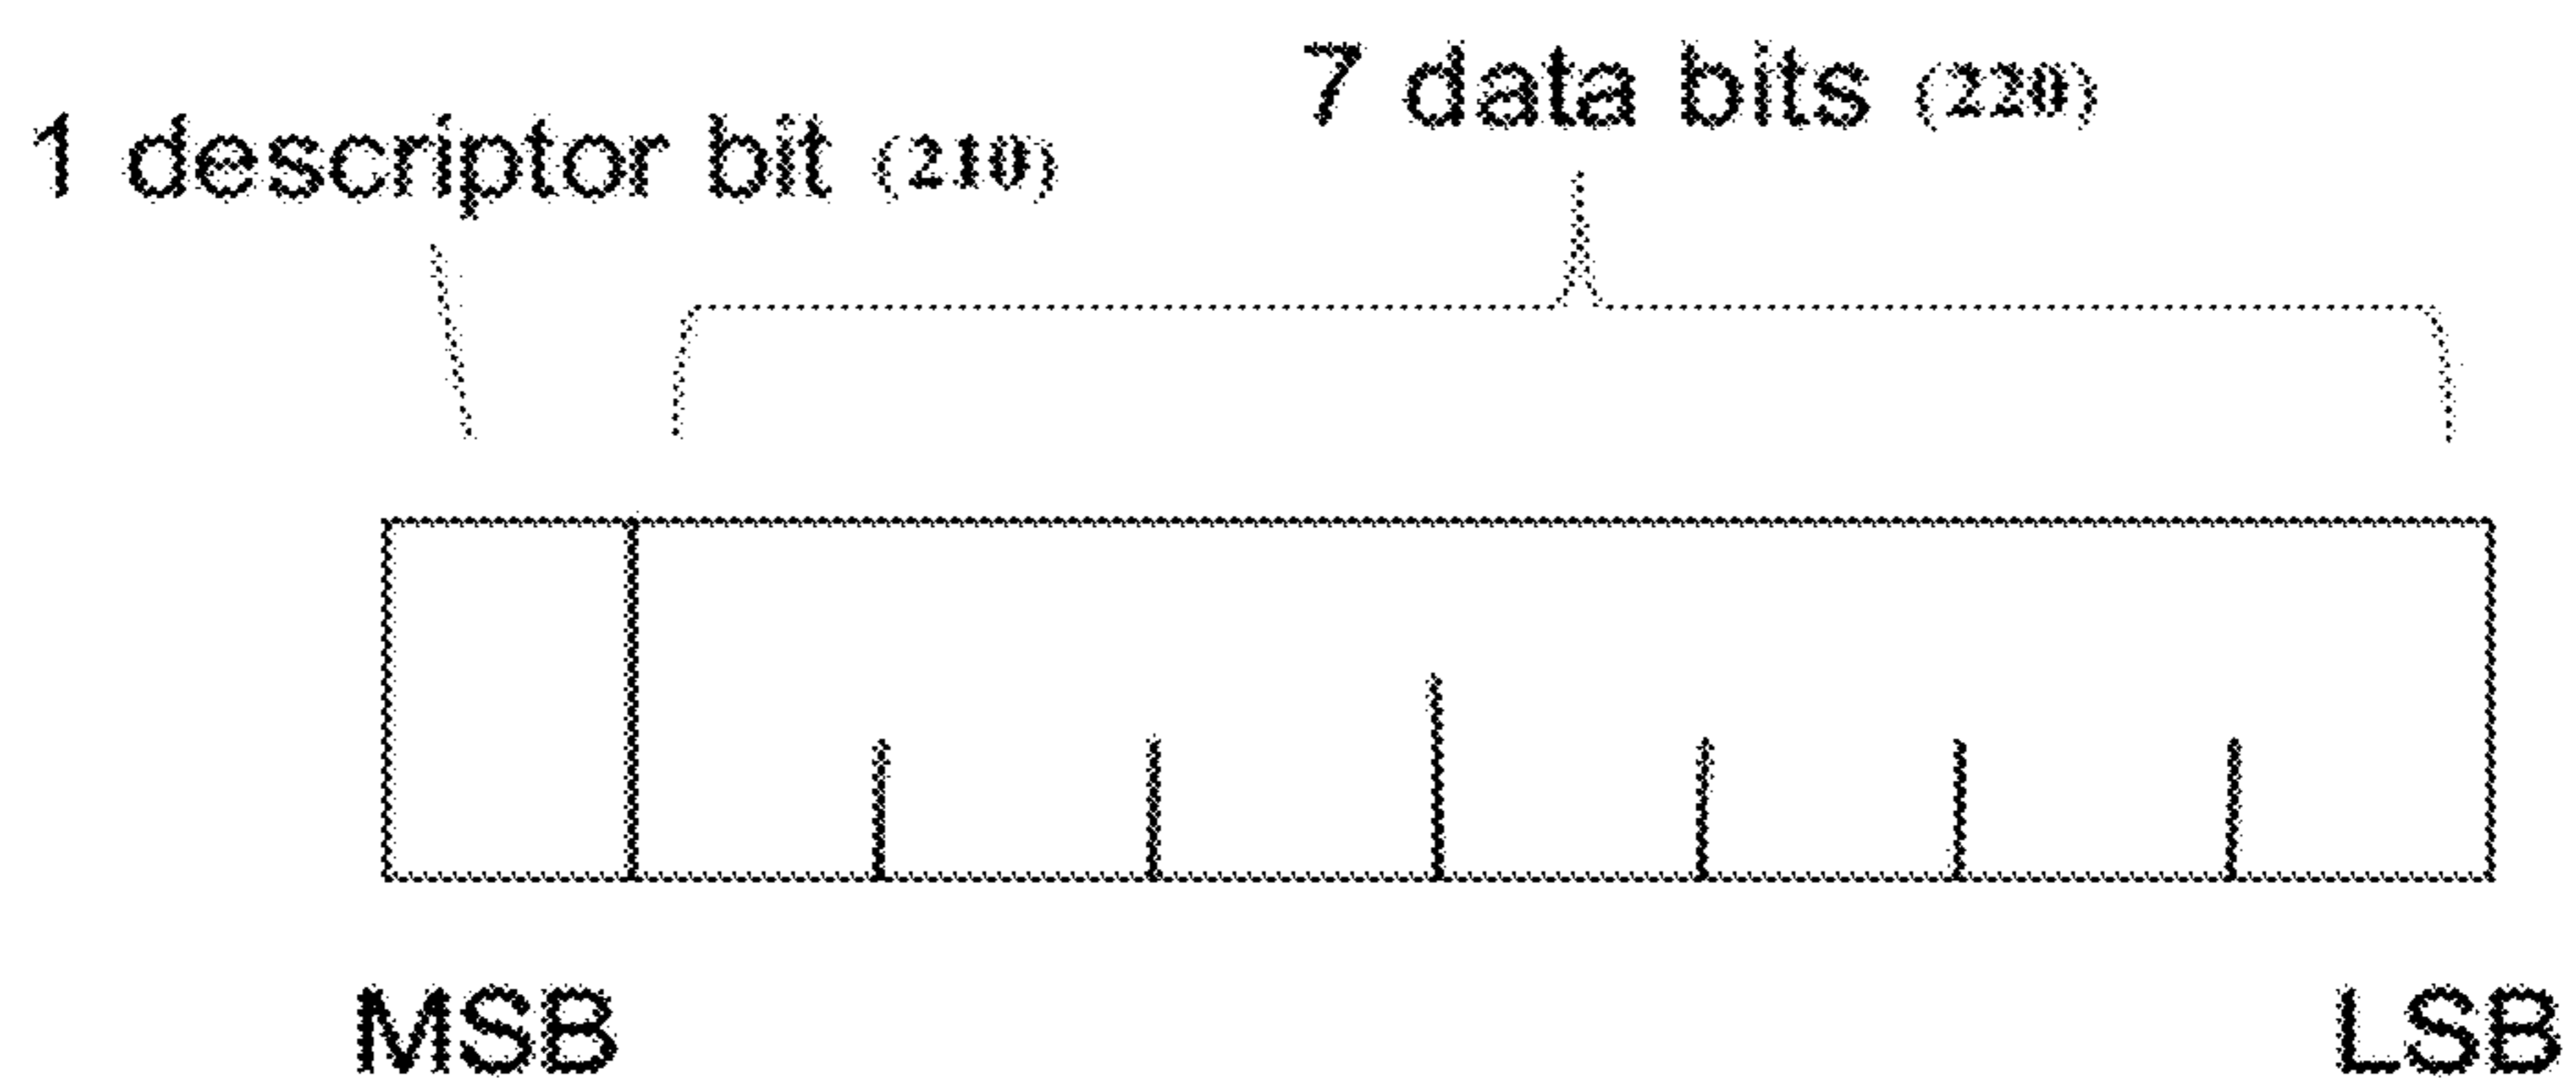 7 data bits (220)
1 descriptor bit (210)
MSB
LSB